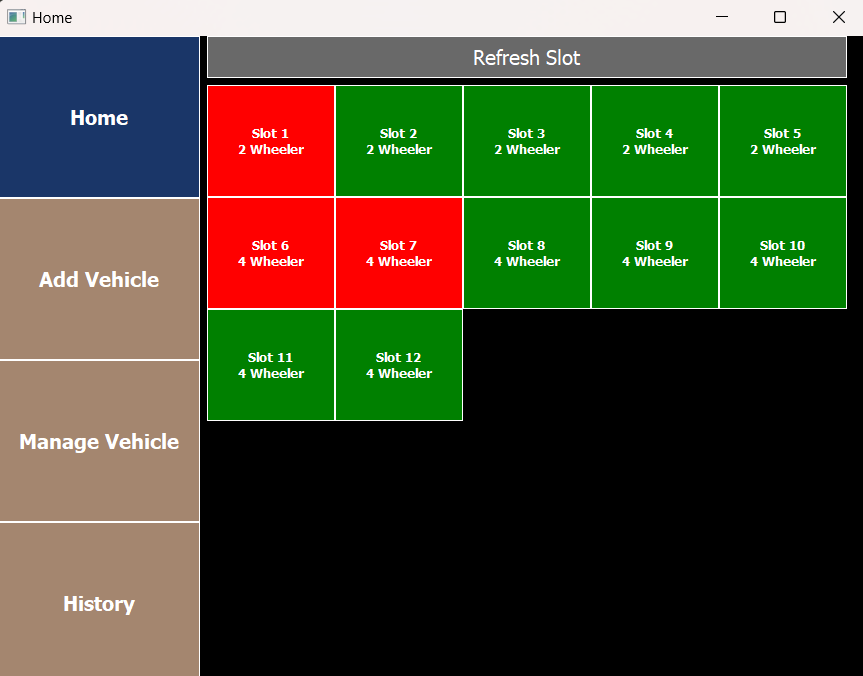 Home
Home
Add Vehicle
Manage Vehicle
History
Refresh Slot
Slot 1
2 Wheeler
Slot 2
2 Wheeler
Slot 3
2 Wheeler
Slot 4
2 Wheeler
Slot 5
2 Wheeler
Slot 6
4 Wheeler
Slot 7
4 Wheeler
Slot 8
4 Wheeler
Slot 9
4 Wheeler
Slot 10
4 Wheeler
Slot 11
4 Wheeler
Slot 12
4 Wheeler